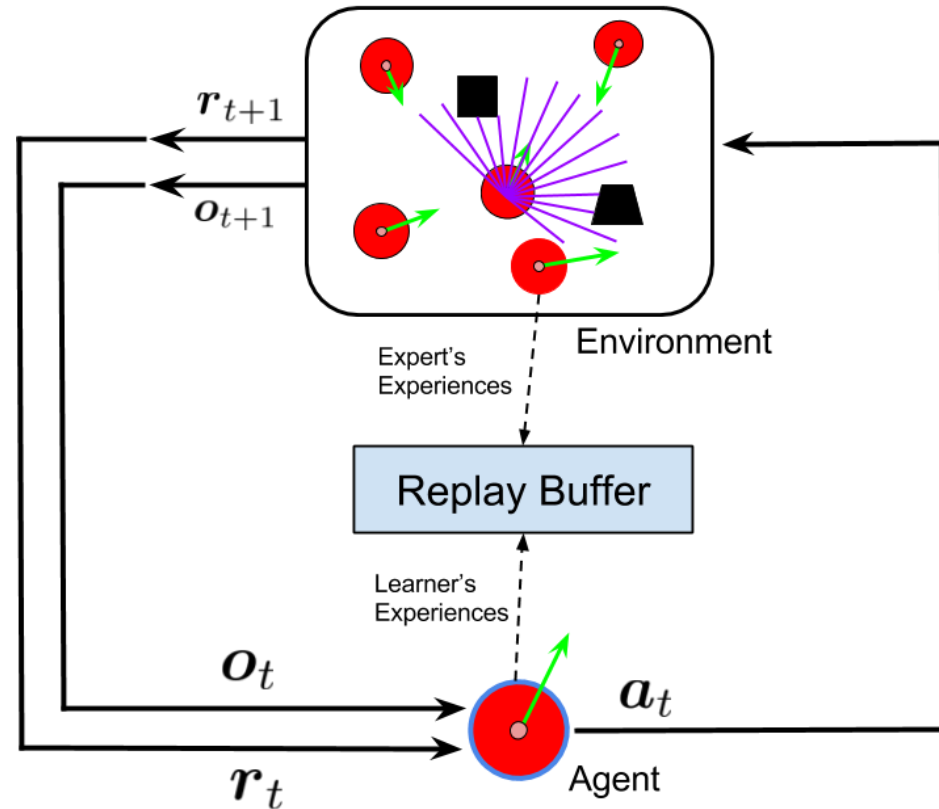 r_{t+1}
o_{t+1}
Environment
Expert's
Experiences
Replay Buffer
Learner's
Experiences
o_t
a_t
r_t
Agent